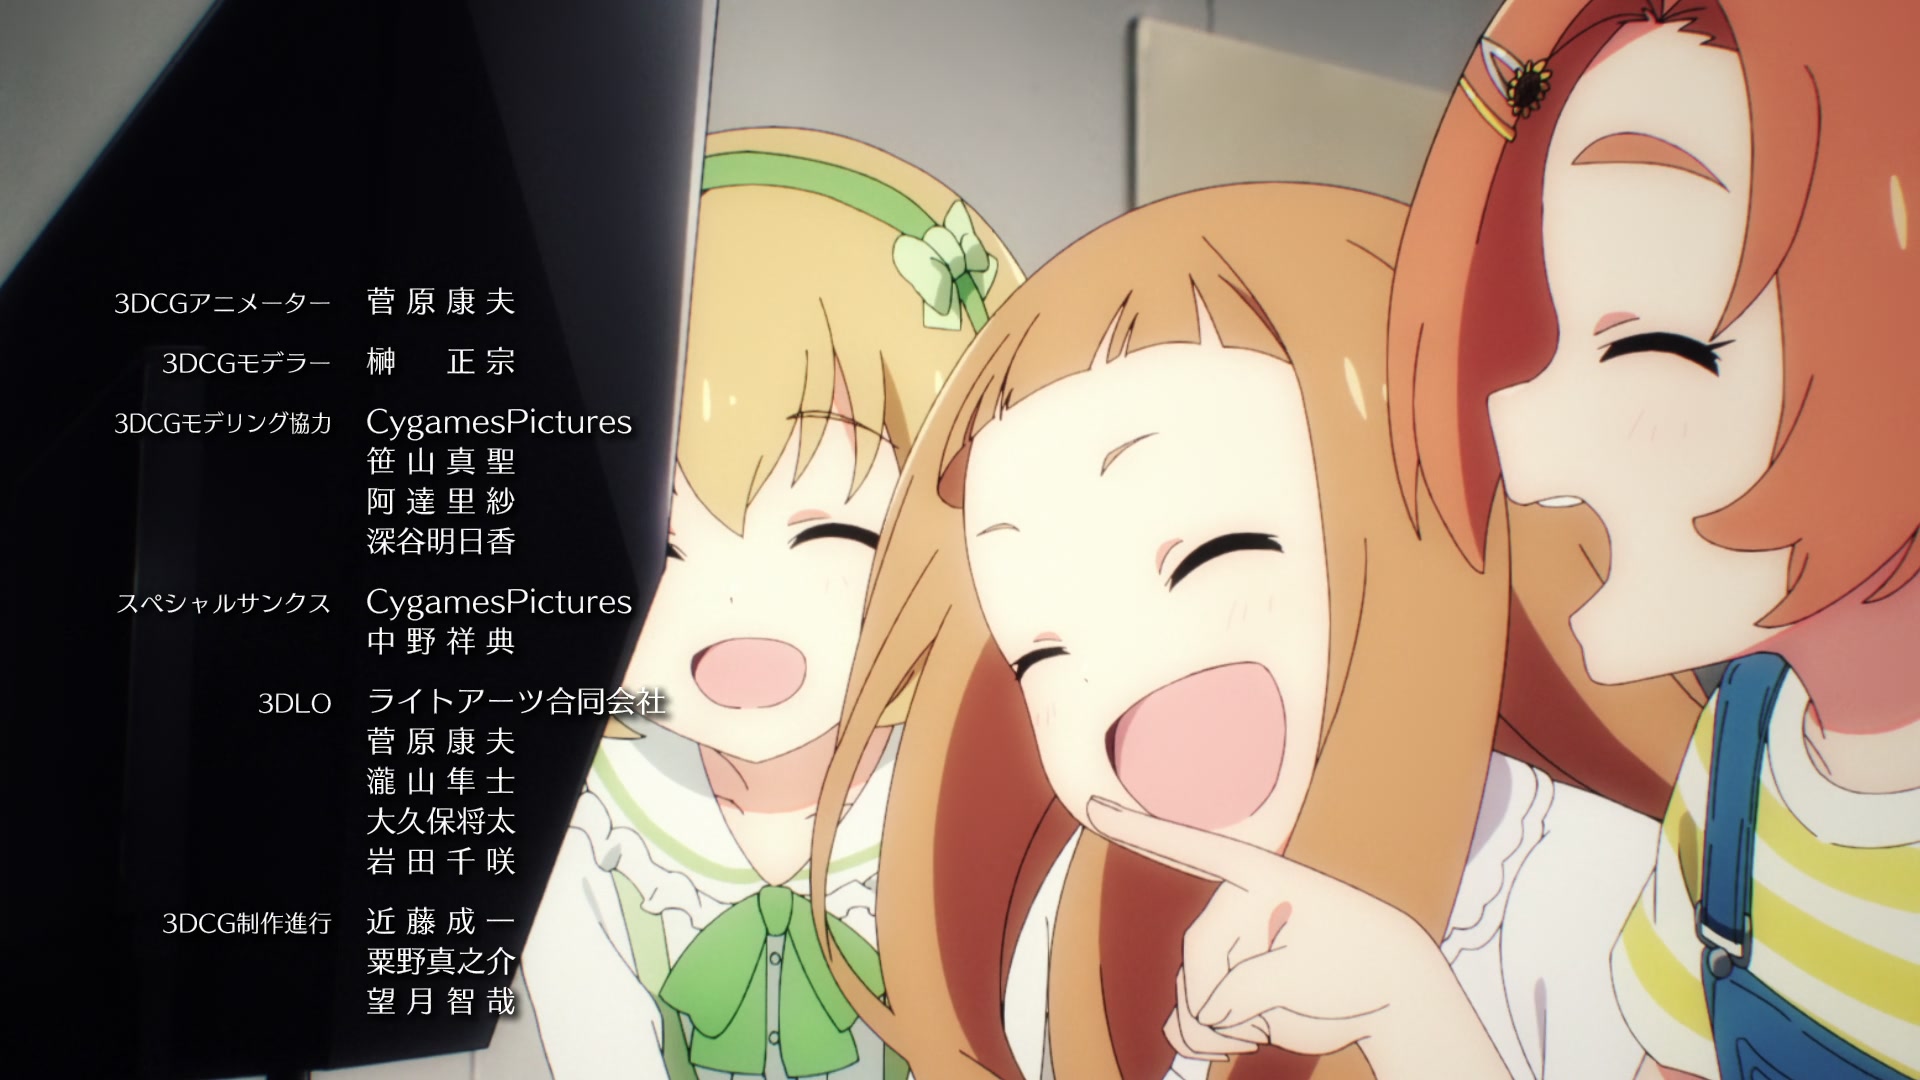 3DCGアニメーター 菅原康夫
3DCGモデラー 榊 正宗
3DCGモデリング協力 CygamesPictures
笹山真聖
阿達里紗
深谷明日香
スペシャルサンクス CygamesPictures
中野祥典
3DLO ライトアーツ合同会社
菅原康夫
瀧山隼士
大久保将太
岩田千咲
3DCG制作進行 近藤成一
粟野真之介
望月智哉